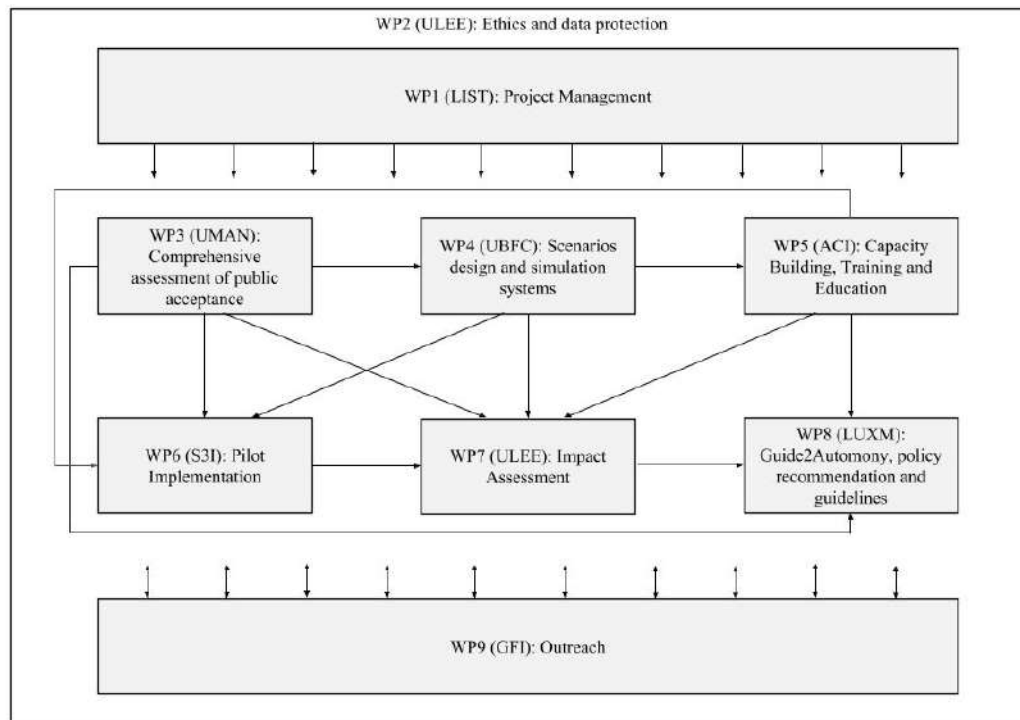 WP2 (ULEE): Ethics and data protection
WP1 (LIST): Project Management
WP3 (UMAN):
Comprehensive
assessment of public
acceptance
WP4 (UBFC): Scenarios
design and simulation
systems
WP5 (ACI): Capacity
Building, Training and
Education
WP6 (S3I): Pilot
Implementation
WP7 (ULEE): Impact
Assessment
WP8 (LUXM):
Guide2Automony, policy
recommendation and
guidelines
WP9 (GFI): Outreach